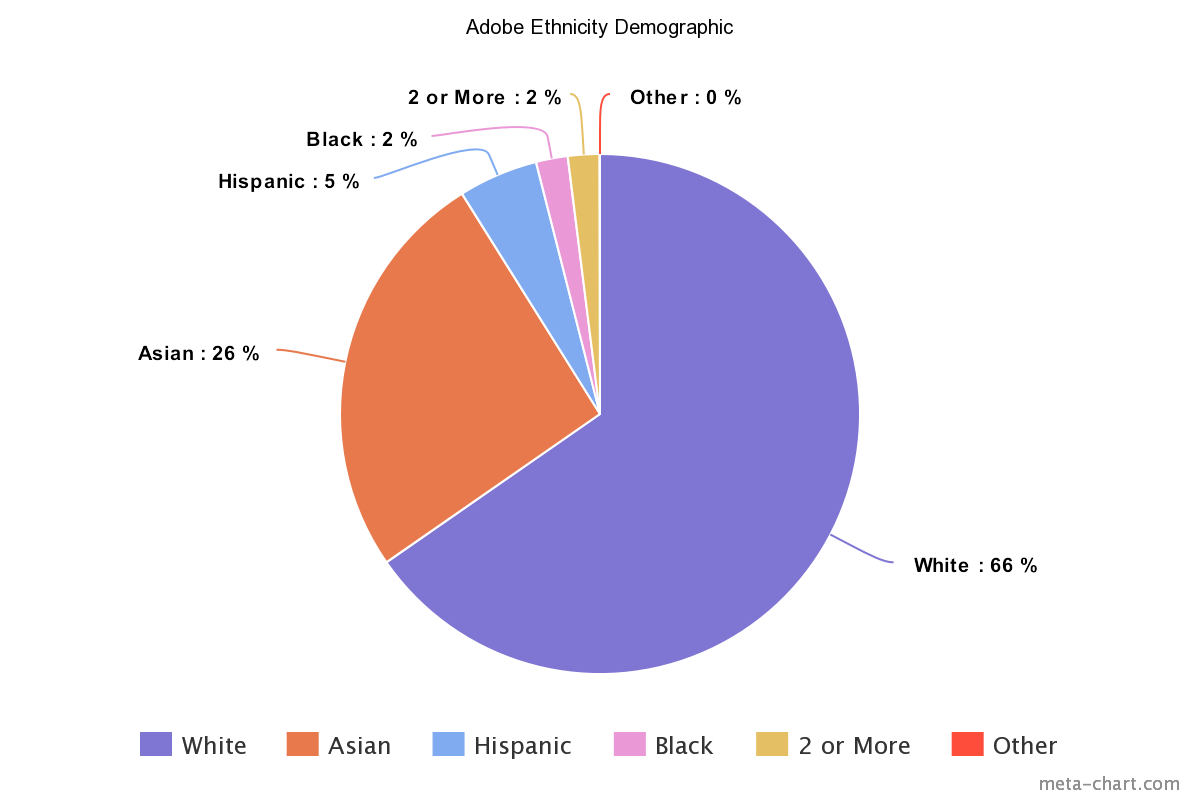 Adobe Ethnicity Demographic
2 or More : 2 %
Other : 0 %
Black : 2 %
Hispanic : 5 %
Asian : 26 %
White : 66 %
White
Asian
Hispanic
Black
2 or More
Other
meta-chart.com